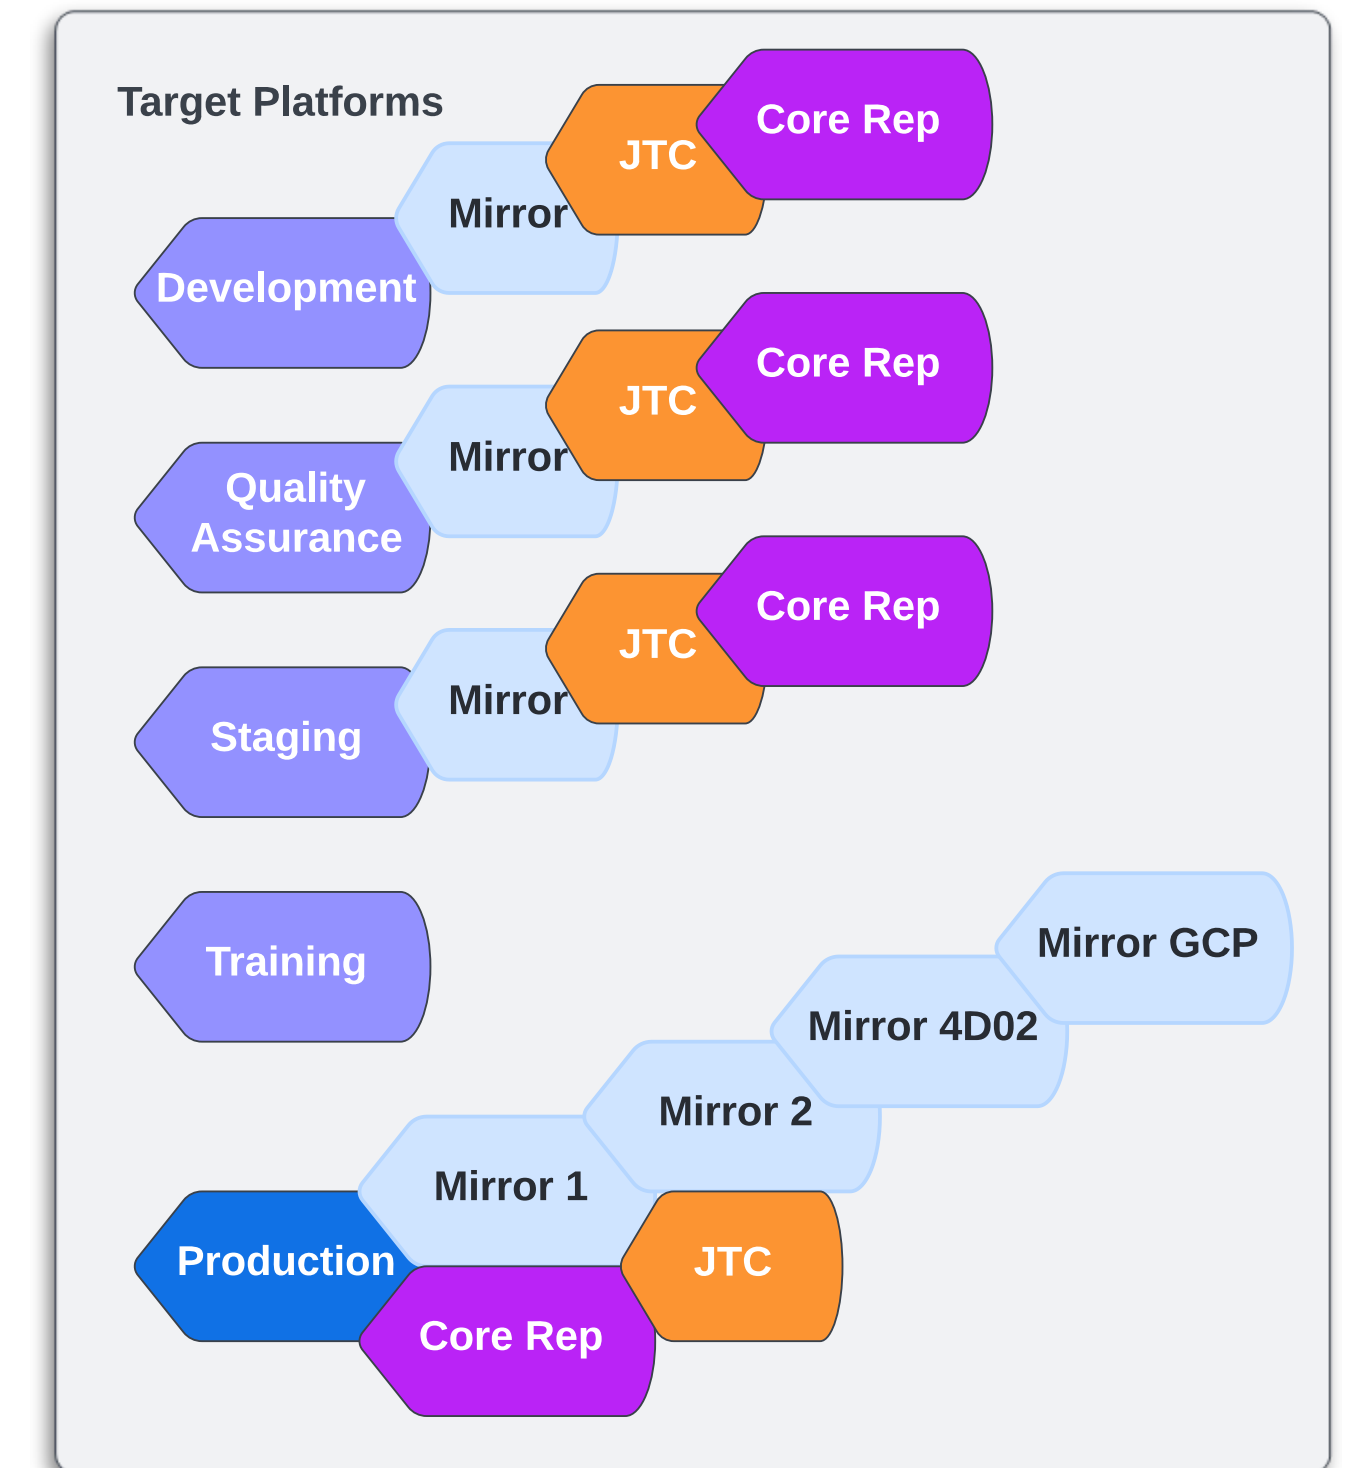 Target Platforms
Core Rep
JTC
Mirror
Development
Core Rep
JTC
Mirror
Quality
Assurance
Core Rep
JTC
Mirror
Staging
Training
Mirror GCP
Mirror 4D02
Mirror 2
Mirror 1
Production
JTC
Core Rep